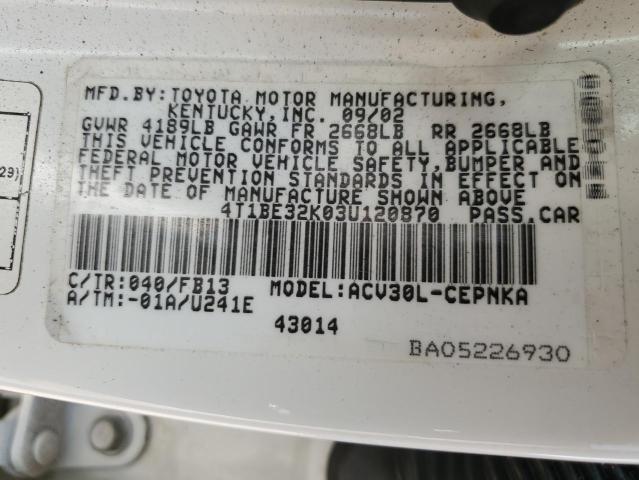 MFD.BY:TOYOTA MOTOR MANUFACTURING,
KENTUCKY,INC. 09/02
GVWR 4189LB GAWR FR 2668LB RR 2668LB
THIS VEHICLE CONFORMS TO ALL APPLICABLE
FEDERAL MOTOR VEHICLE SAFETY,BUMPER AND
THEFT PREVENTION STANDARDS IN EFFECT ON
THE DATE OF MANUFACTURE SHOWN ABOVE
4T1BE32K03U120870 PASS.CAR
C/TR:040/FB13 MODEL:ACV30L-CEPNKA
A/TM:-01A/U241E
43014
BA05226930
29)